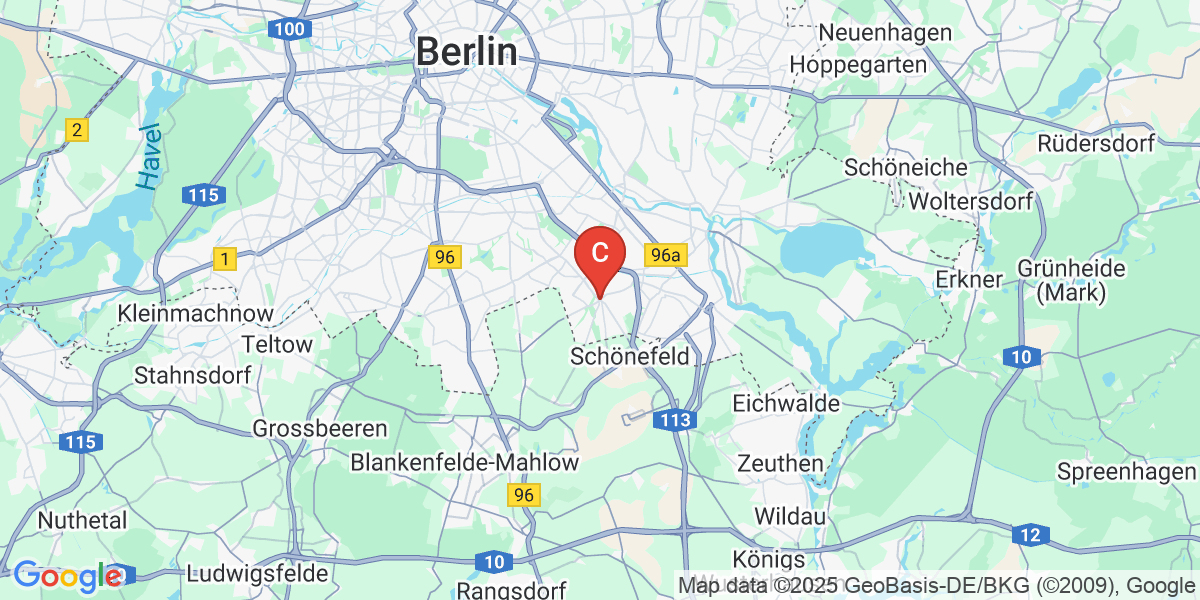 100
Berlin
Neuenhagen
Hoppegarten
2
Havel
Rüdersdorf
Schöneiche
115
Woltersdorf
1
96
C
96a
Erkner
Grünheide
(Mark)
Kleinmachnow
Teltow
Schönefeld
10
Stahnsdorf
Eichwalde
113
Grossbeeren
115
Blankenfelde-Mahlow
Zeuthen
Spreenhagen
96
Nuthetal
Wildau
12
10
Königs
Wusterhausen
Ludwigsfelde
Google
Rangsdorf
Map data ©2025 GeoBasis-DE/BKG (©2009), Google